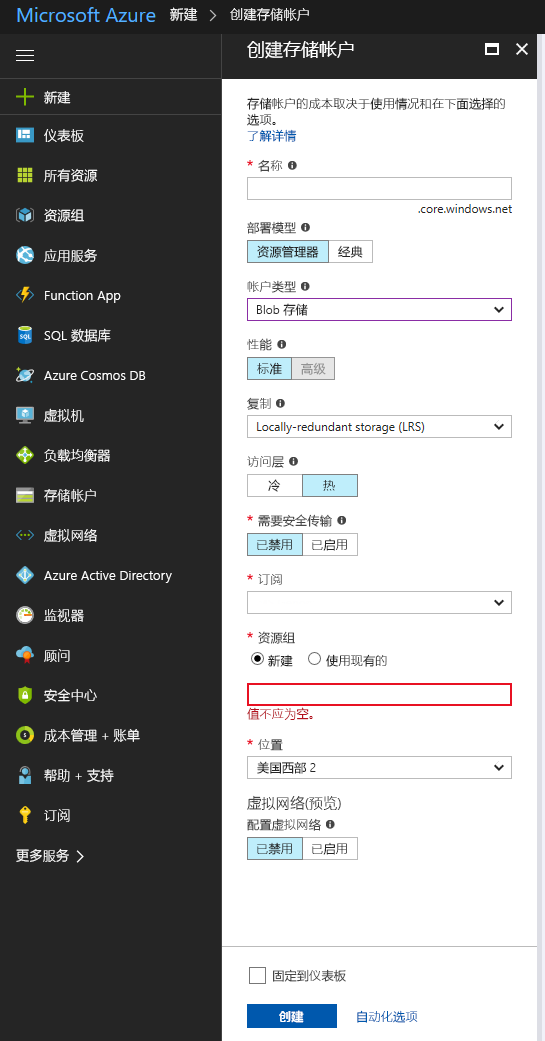 Microsoft Azure 新建 > 创建存储帐户
新建
仪表板
所有资源
资源组
应用服务
Function App
SQL 数据库
Azure Cosmos DB
虚拟机
负载均衡器
存储帐户
虚拟网络
Azure Active Directory
监视器
顾问
安全中心
成本管理 + 账单
帮助 + 支持
订阅
更多服务 >
创建存储帐户
存储帐户的成本取决于使用情况和在下面选择的
选项。
了解详情
* 名称
.core.windows.net
部署模型
资源管理器 经典
帐户类型
Blob 存储
性能
标准 高级
复制
Locally-redundant storage (LRS)
访问层
冷 热
* 需要安全传输
已禁用 已启用
* 订阅
* 资源组
新建 使用现有的
值不应为空。
* 位置
美国西部 2
虚拟网络(预览)
配置虚拟网络
已禁用 已启用
固定到仪表板
创建 自动化选项